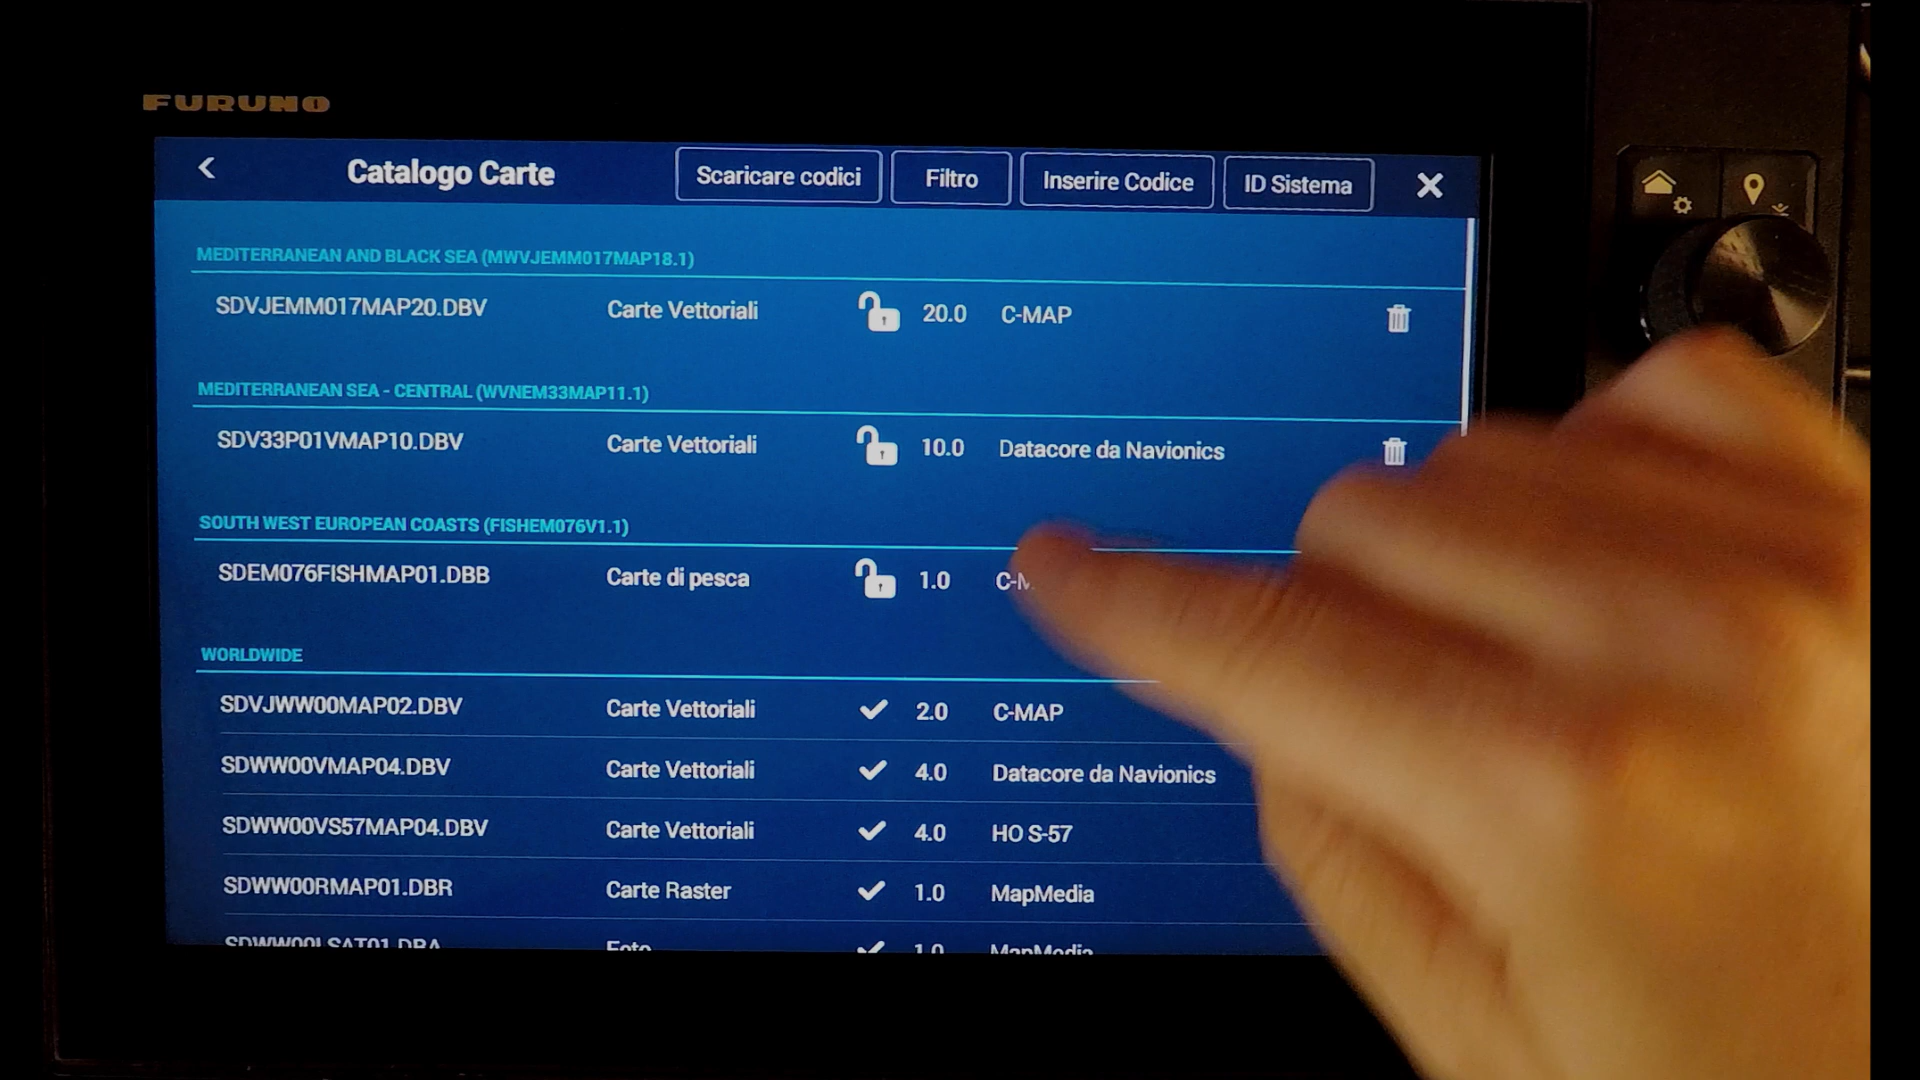 FURUNO
Catalogo Carte Scaricare codici Filtro Inserire Codice ID Sistema
MEDITERRANEAN AND BLACK SEA (MWVJEMM017MAP18.1)
SDVJEMM017MAP20.DBV Carte Vettoriali 20.0 C-MAP
MEDITERRANEAN SEA - CENTRAL (WVNEM33MAP11.1)
SDV33P01VMAP10.DBV Carte Vettoriali 10.0 Datacore da Navionics
SOUTH WEST EUROPEAN COASTS (FISHEM076V1.1)
SDEM076FISHMAP01.DBB Carte di pesca 1.0
WORLDWIDE
SDVJWW00MAP02.DBV Carte Vettoriali 2.0 C-MAP
SDWW00VMAP04.DBV Carte Vettoriali 4.0 Datacore da Navionics
SDWW00VS57MAP04.DBV Carte Vettoriali 4.0 HO S-57
SDWW00RMAP01.DBR Carte Raster 1.0 MapMedia
Foto 1.0 MapMedia